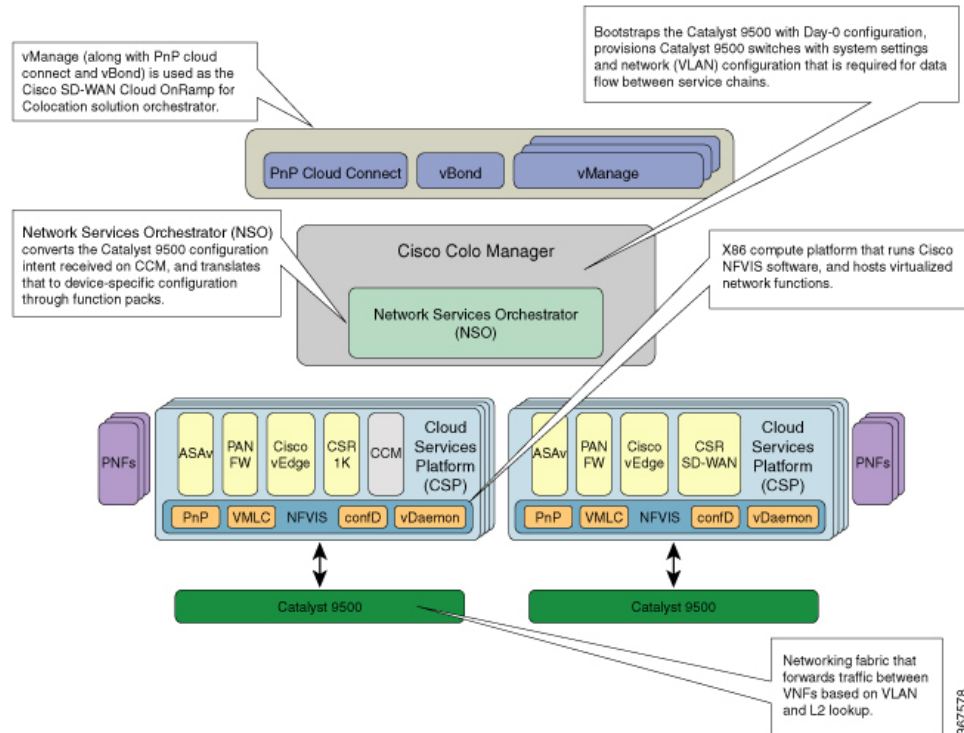 Bootstraps the Catalyst 9500 with Day-0 configuration,
provisions Catalyst 9500 switches with system settings
and network (VLAN) configuration that is required for data
flow between service chains.
vManage (along with PnP cloud
connect and vBond) is used as the
Cisco SD-WAN Cloud OnRamp for
Colocation solution orchestrator.
PnP Cloud Connect
vBond
vManage
Network Services Orchestrator (NSO)
converts the Catalyst 9500 configuration
intent received on CCM, and translates
that to device-specific configuration
through function packs.
Cisco Colo Manager
Network Services Orchestrator
(NSO)
X86 compute platform that runs Cisco
NFVIS software, and hosts virtualized
network functions.
PNFs
ASAv
PAN
FW
Cisco
vEdge
CSR
1K
CCM
Cloud
Services
Platform
(CSP)
PnP
VMLC
NFVIS
confD
vDaemon
ASAv
PAN
FW
Cisco
vEdge
CSR
SD-WAN
Cloud
Services
Platform
(CSP)
PnP
VMLC
NFVIS
confD
vDaemon
PNFs
Catalyst 9500
Catalyst 9500
Networking fabric that
forwards traffic between
VNFs based on VLAN
and L2 lookup.
367578